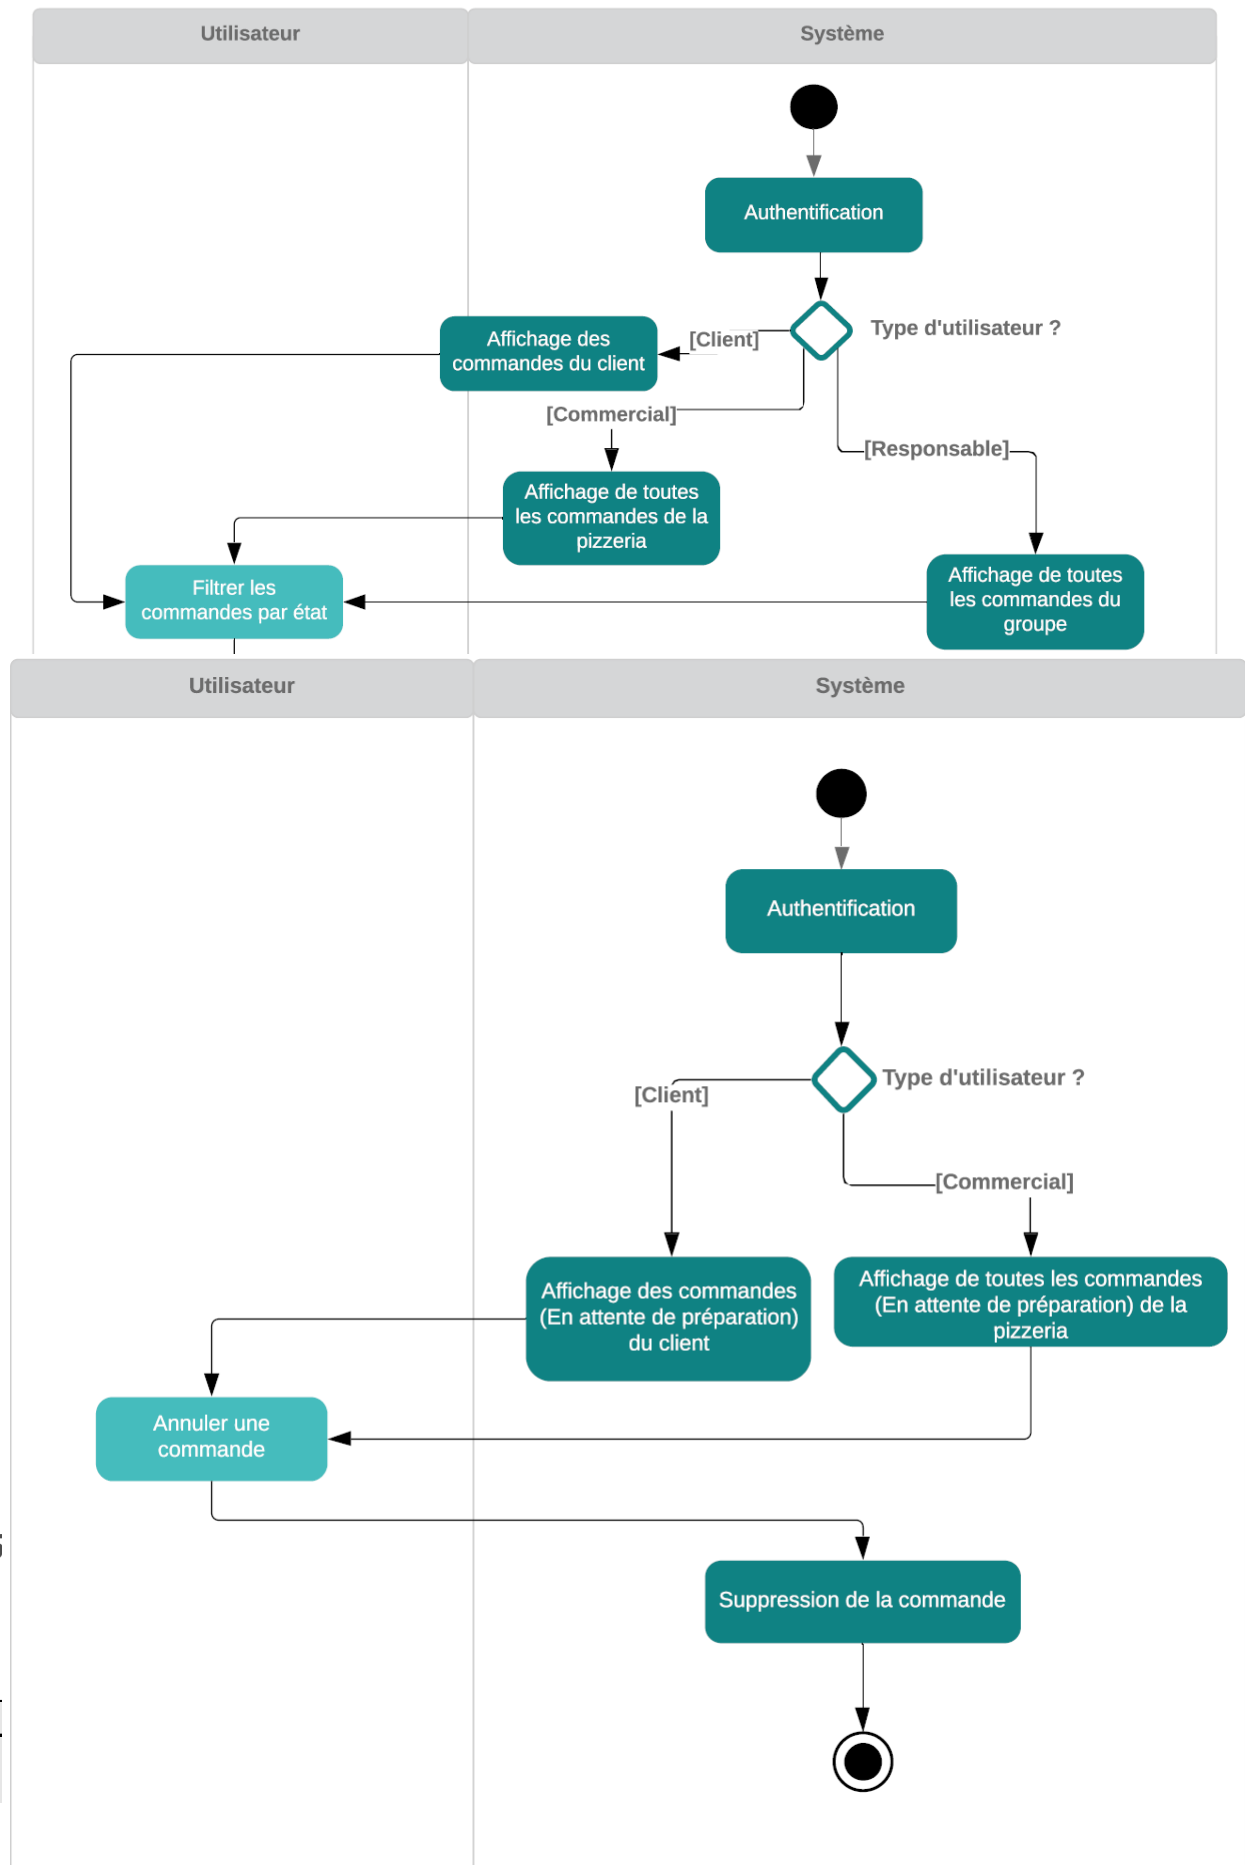 Utilisateur
Système
Authentification
Type d'utilisateur ?
[Client]
Affichage des
commandes du client
[Commercial]
[Responsable]
Affichage de toutes
les commandes de la
pizzeria
Affichage de toutes
les commandes du
groupe
Filtrer les
commandes par état
Utilisateur
Système
Authentification
Type d'utilisateur ?
[Client]
[Commercial]
Affichage des commandes
(En attente de préparation)
du client
Affichage de toutes les commandes
(En attente de préparation) de la
pizzeria
Annuler une
commande
Suppression de la commande